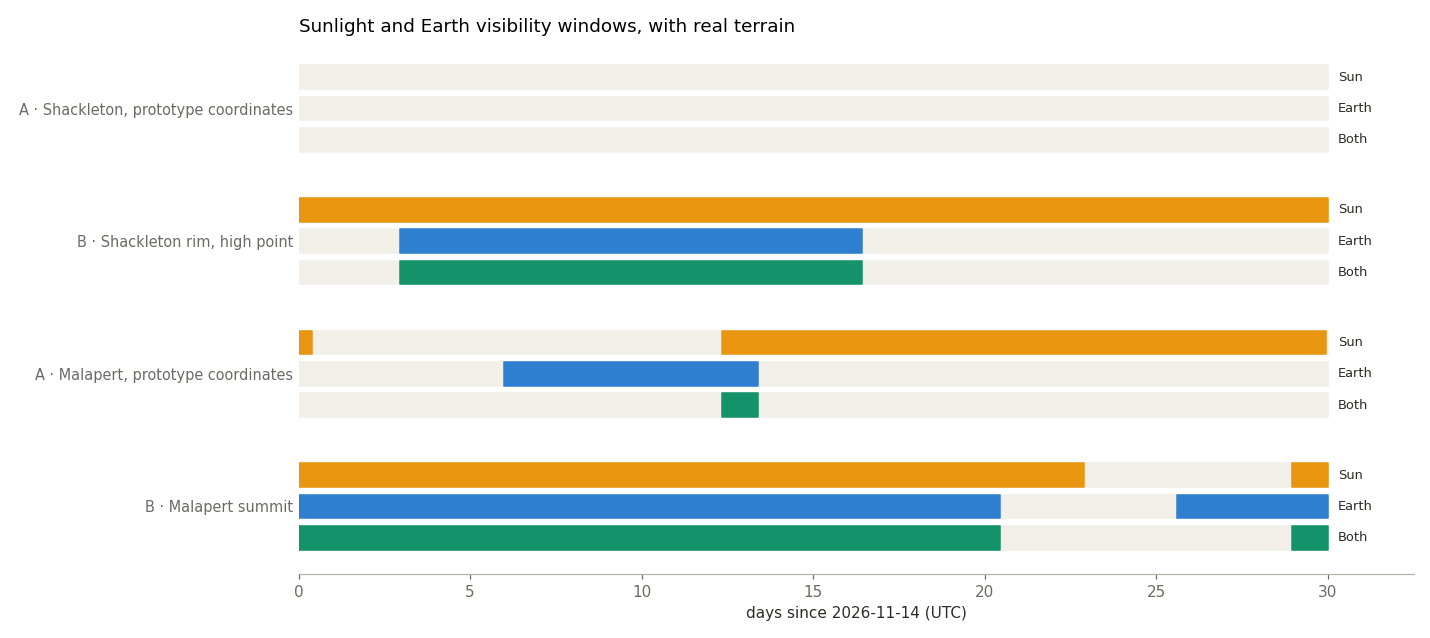 Sunlight and Earth visibility windows, with real terrain
Sun
A · Shackleton, prototype coordinates
Earth
Both
Sun
B · Shackleton rim, high point
Earth
Both
Sun
A · Malapert, prototype coordinates
Earth
Both
Sun
B · Malapert summit
Earth
Both
0 5 10 15 20 25 30
days since 2026-11-14 (UTC)